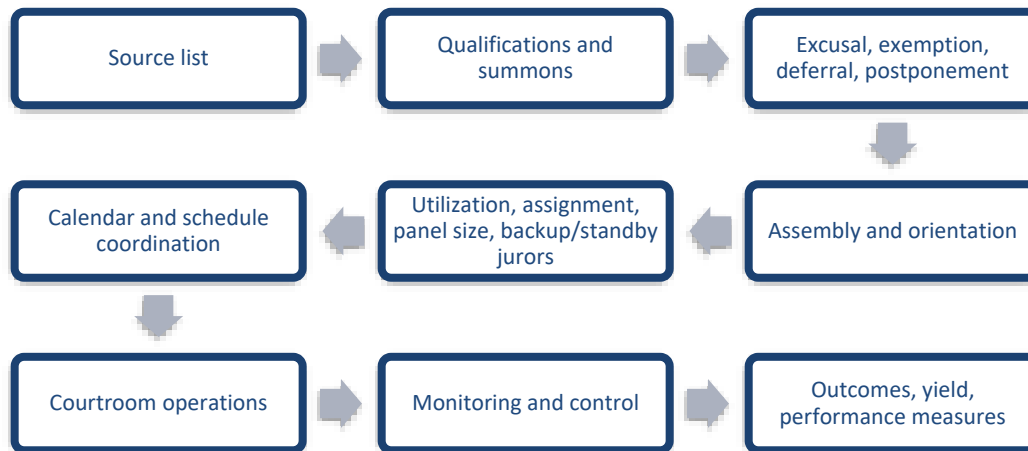 Source list
Qualifications and
summons
Excusal, exemption,
deferral, postponement
Assembly and orientation
Utilization, assignment,
panel size, backup/standby
jurors
Calendar and schedule
coordination
Courtroom operations
Monitoring and control
Outcomes, yield,
performance measures